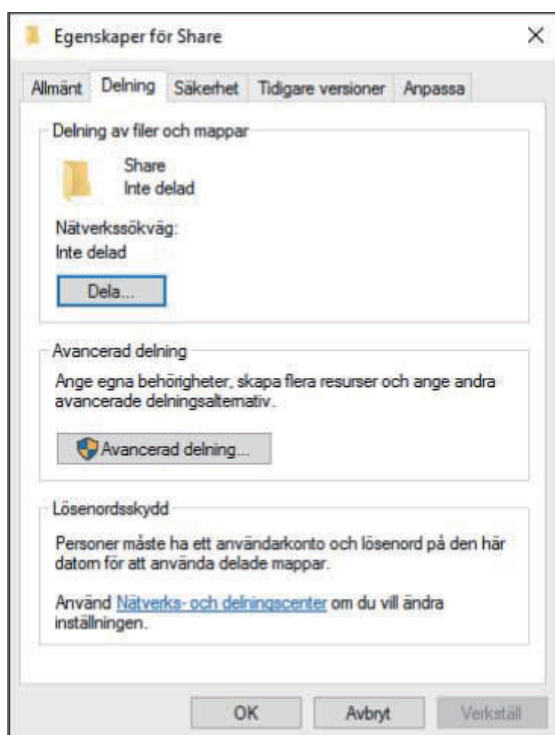 Egenskaper för Share
Allmänt Delning Säkerhet Tidigare versioner Anpassa
Delning av filer och mappar
Share
Inte delad
Nätverkssökväg:
Inte delad
Dela...
Avancerad delning
Ange egna behörigheter, skapa flera resurser och ange andra
avancerade delningsalternativ.
Avancerad delning...
Lösenordsskydd
Personer måste ha ett användarkonto och lösenord på den här
datorn för att använda delade mappar.
Använd Nätverks- och delningscenter om du vill ändra
inställningen.
OK Avbryt Verkställ